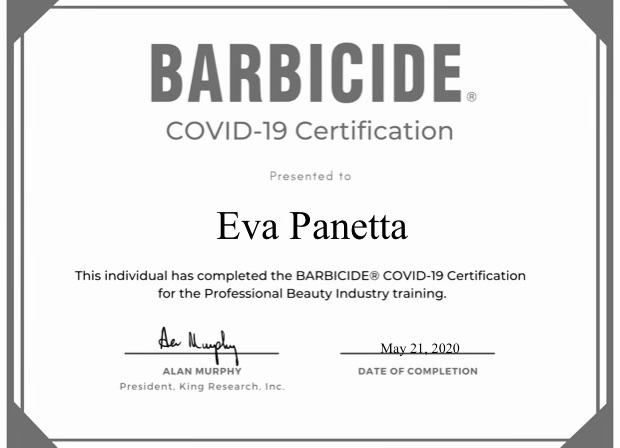 BARBICIDE®
COVID-19 Certification
Presented to
Eva Panetta
This individual has completed the BARBICIDE® COVID-19 Certification
for the Professional Beauty Industry training.
Alan Murphy
May 21, 2020
ALAN MURPHY
DATE OF COMPLETION
President, King Research, Inc.